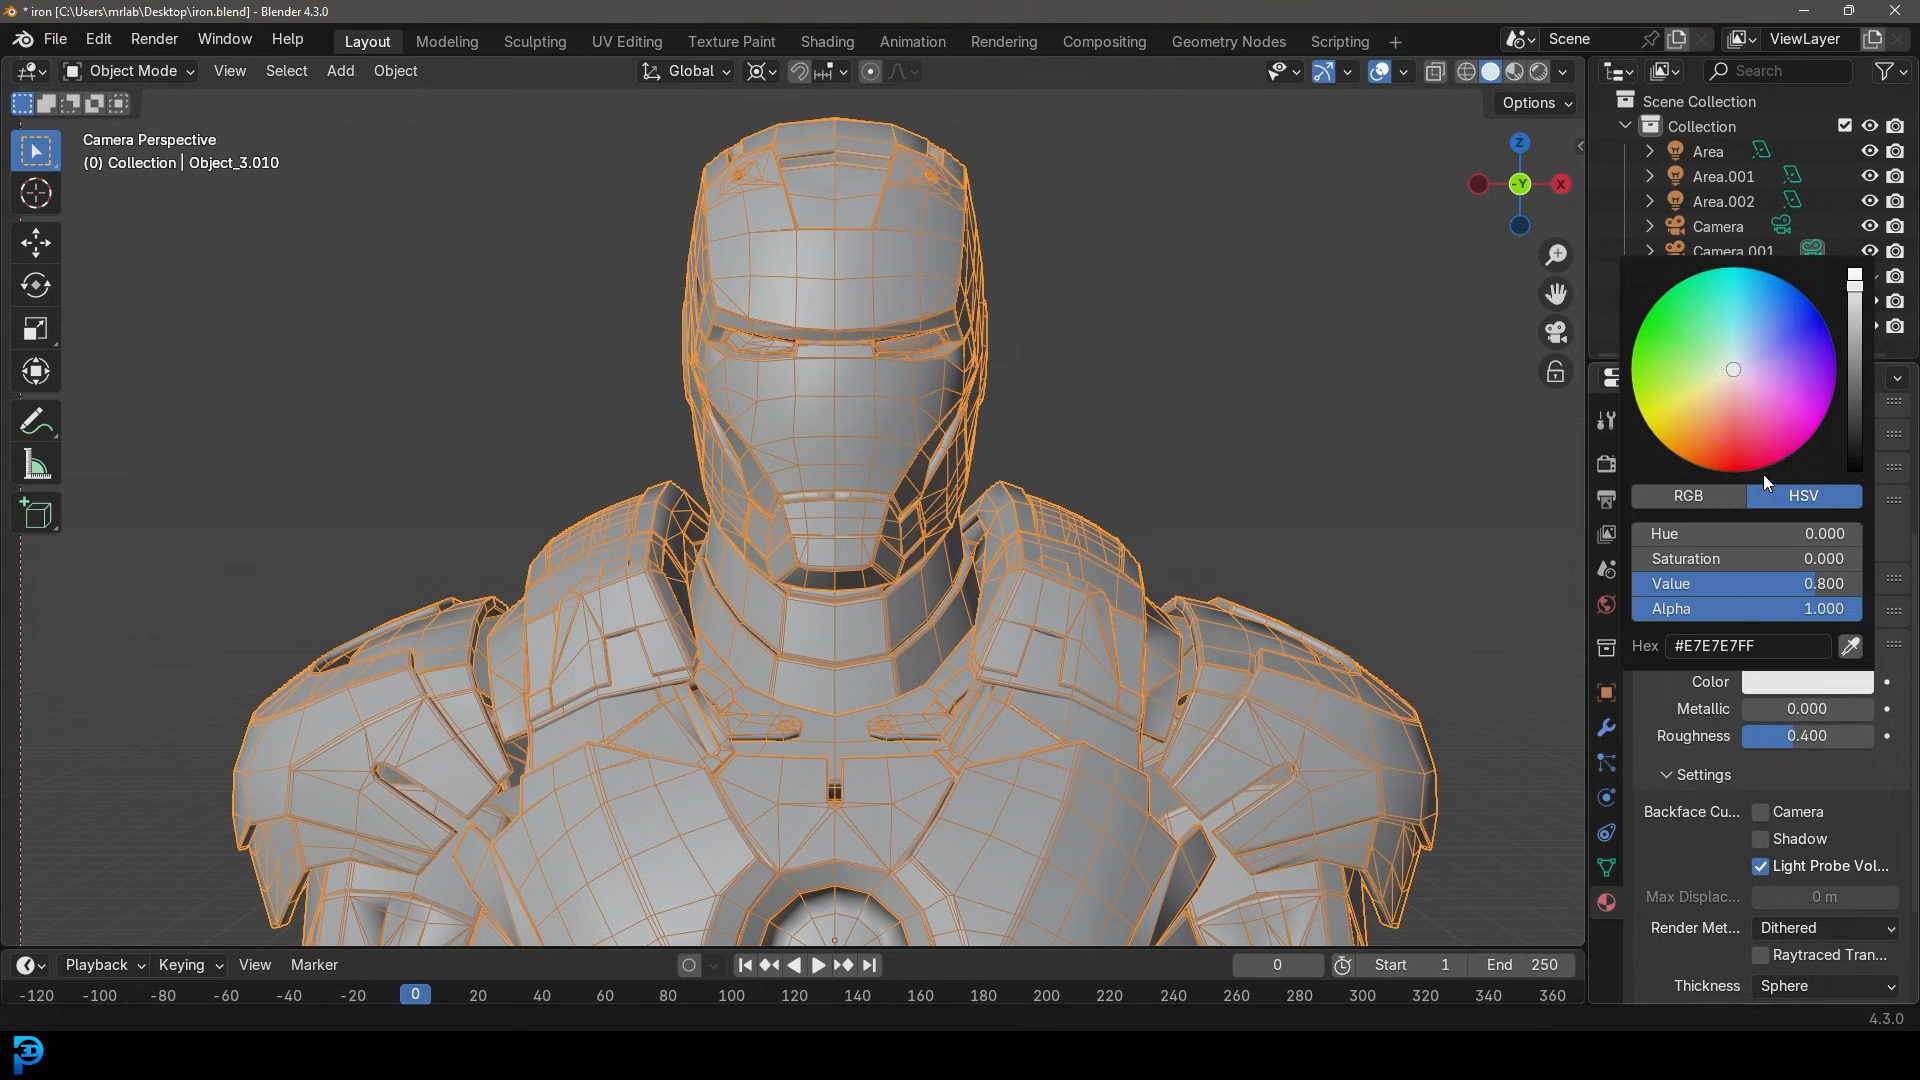 * iron [C:\Users\mrlab\Desktop\iron.blend] - Blender 4.3.0
File Edit Render Window Help
Layout Modeling Sculpting UV Editing Texture Paint Shading Animation Rendering Compositing Geometry Nodes Scripting +
Scene
ViewLayer
Object Mode View Select Add Object
Global
Search
Options
Camera Perspective
(0) Collection | Object_3.010
Z
-Y
X
Scene Collection
Collection
Area
Area.001
Area.002
Camera
Camera.001
RGB HSV
Hue 0.000
Saturation 0.000
Value 0.800
Alpha 1.000
Hex #E7E7E7FF
Color
Metallic 0.000
Roughness 0.400
Settings
Backface Cu... Camera
Shadow
Light Probe Vol...
Max Displac... 0 m
Render Met... Dithered
Raytraced Tran...
Thickness Sphere
Playback Keying View Marker
0
Start 1
End 250
-120 -100 -80 -60 -40 -20 0 20 40 60 80 100 120 140 160 180 200 220 240 260 280 300 320 340 360
4.3.0
3D